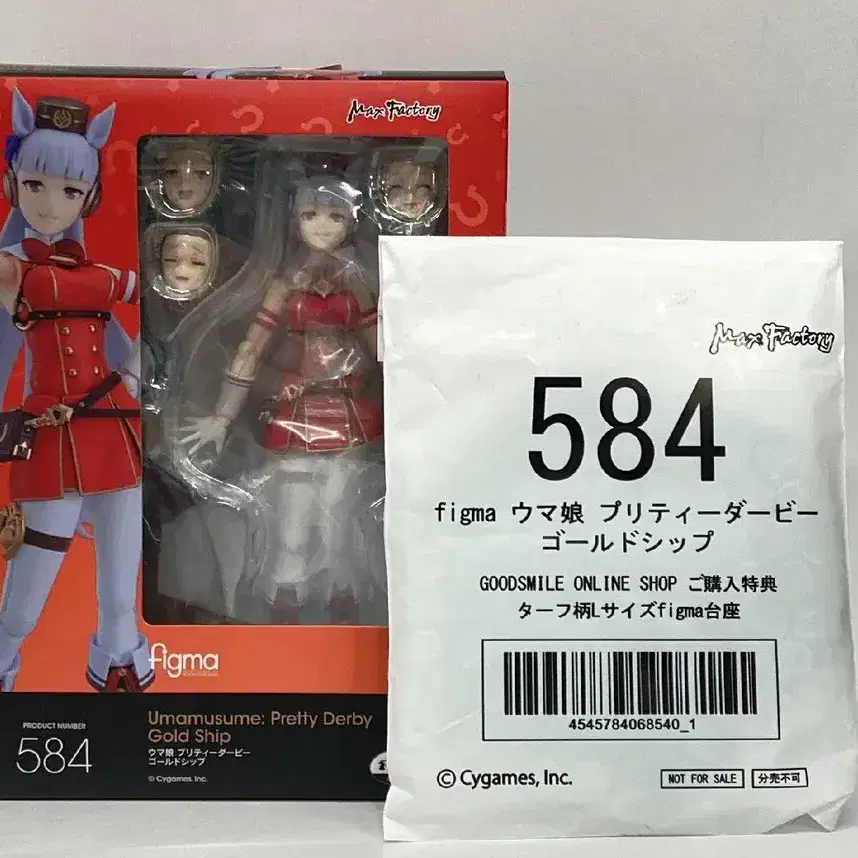 Max Factory
figma
PRODUCT NUMBER
584
Umamusume: Pretty Derby
Gold Ship
ウマ娘 プリティーダービー
ゴールドシップ
© Cygames, Inc.
Max Factory
584
figma ウマ娘 プリティーダービー
ゴールドシップ
GOODSMILE ONLINE SHOP ご購入特典
ターフ柄Lサイズfigma台座
4545784068540_1
© Cygames, Inc.
NOT FOR SALE
分売不可